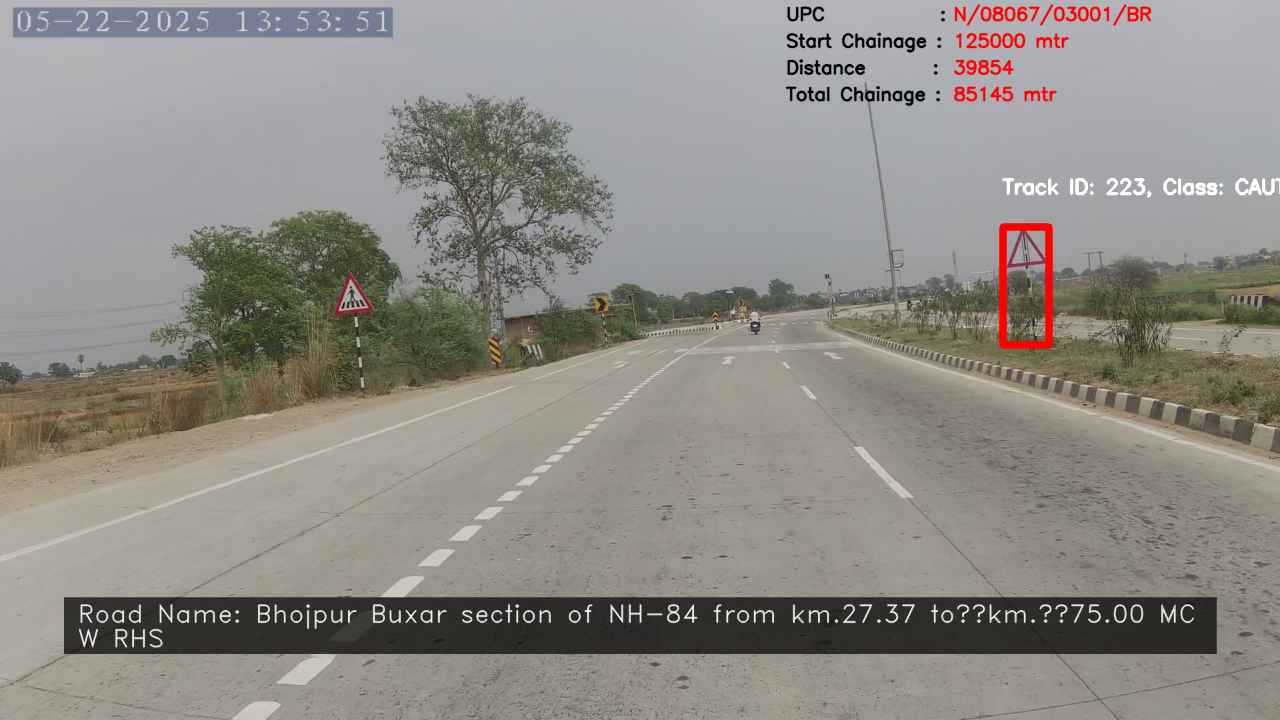 05-22-2025 13:53:51
UPC : N/08067/03001/BR
Start Chainage : 125000 mtr
Distance : 39854
Total Chainage : 85145 mtr
Track ID: 223, Class: CAUT
Road Name: Bhojpur Buxar section of NH-84 from km.27.37 to??km.??75.00 MC
W RHS